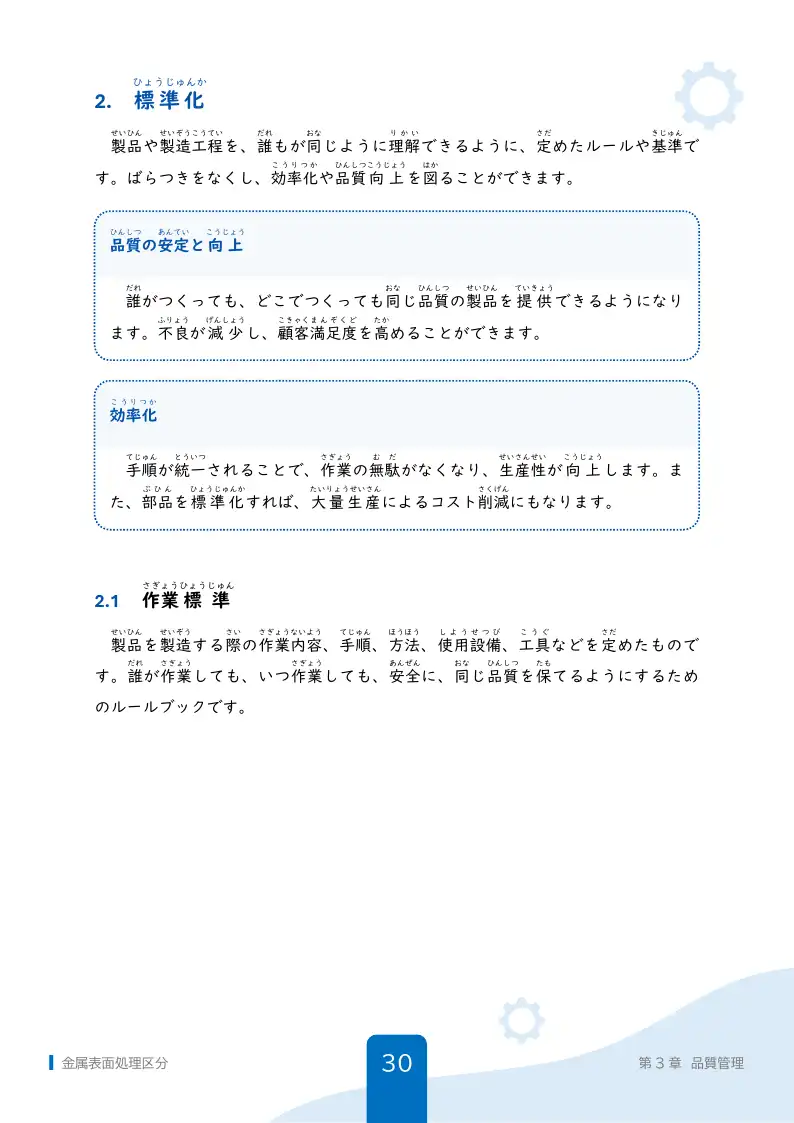 2. 標準化
ひょうじゅんか
製品や製造工程を、誰もが同じように理解できるように、定めたルールや基準で
せいひん せいぞうこうてい だれ おな りかい さだ きじゅん
す。ばらつきをなくし、効率化や品質向上を図ることができます。
こうりつか ひんしつこうじょう はか
品質の安定と向上
ひんしつ あんてい こうじょう
誰がつくっても、どこでつくっても同じ品質の製品を提供できるようになり
だれ おな ひんしつ せいひん ていきょう
ます。不良が減少し、顧客満足度を高めることができます。
ふりょう げんしょう こきゃくまんぞくど たか
効率化
こうりつか
手順が統一されることで、作業の無駄がなくなり、生産性が向上します。ま
てじゅん とういつ さぎょう むだ せいさんせい こうじょう
た、部品を標準化すれば、大量生産によるコスト削減にもなります。
ぶひん ひょうじゅんか たいりょうせいさん さくげん
2.1 作業標準
さぎょうひょうじゅん
製品を製造する際の作業内容、手順、方法、使用設備、工具などを定めたもので
せいひん せいぞう さい さぎょうないよう てじゅん ほうほう しようせつび こうぐ さだ
す。誰が作業しても、いつ作業しても、安全に、同じ品質を保てるようにするため
だれ さぎょう さぎょう あんぜん おな ひんしつ たも
のルールブックです。
金属表面処理区分
30
第3章 品質管理